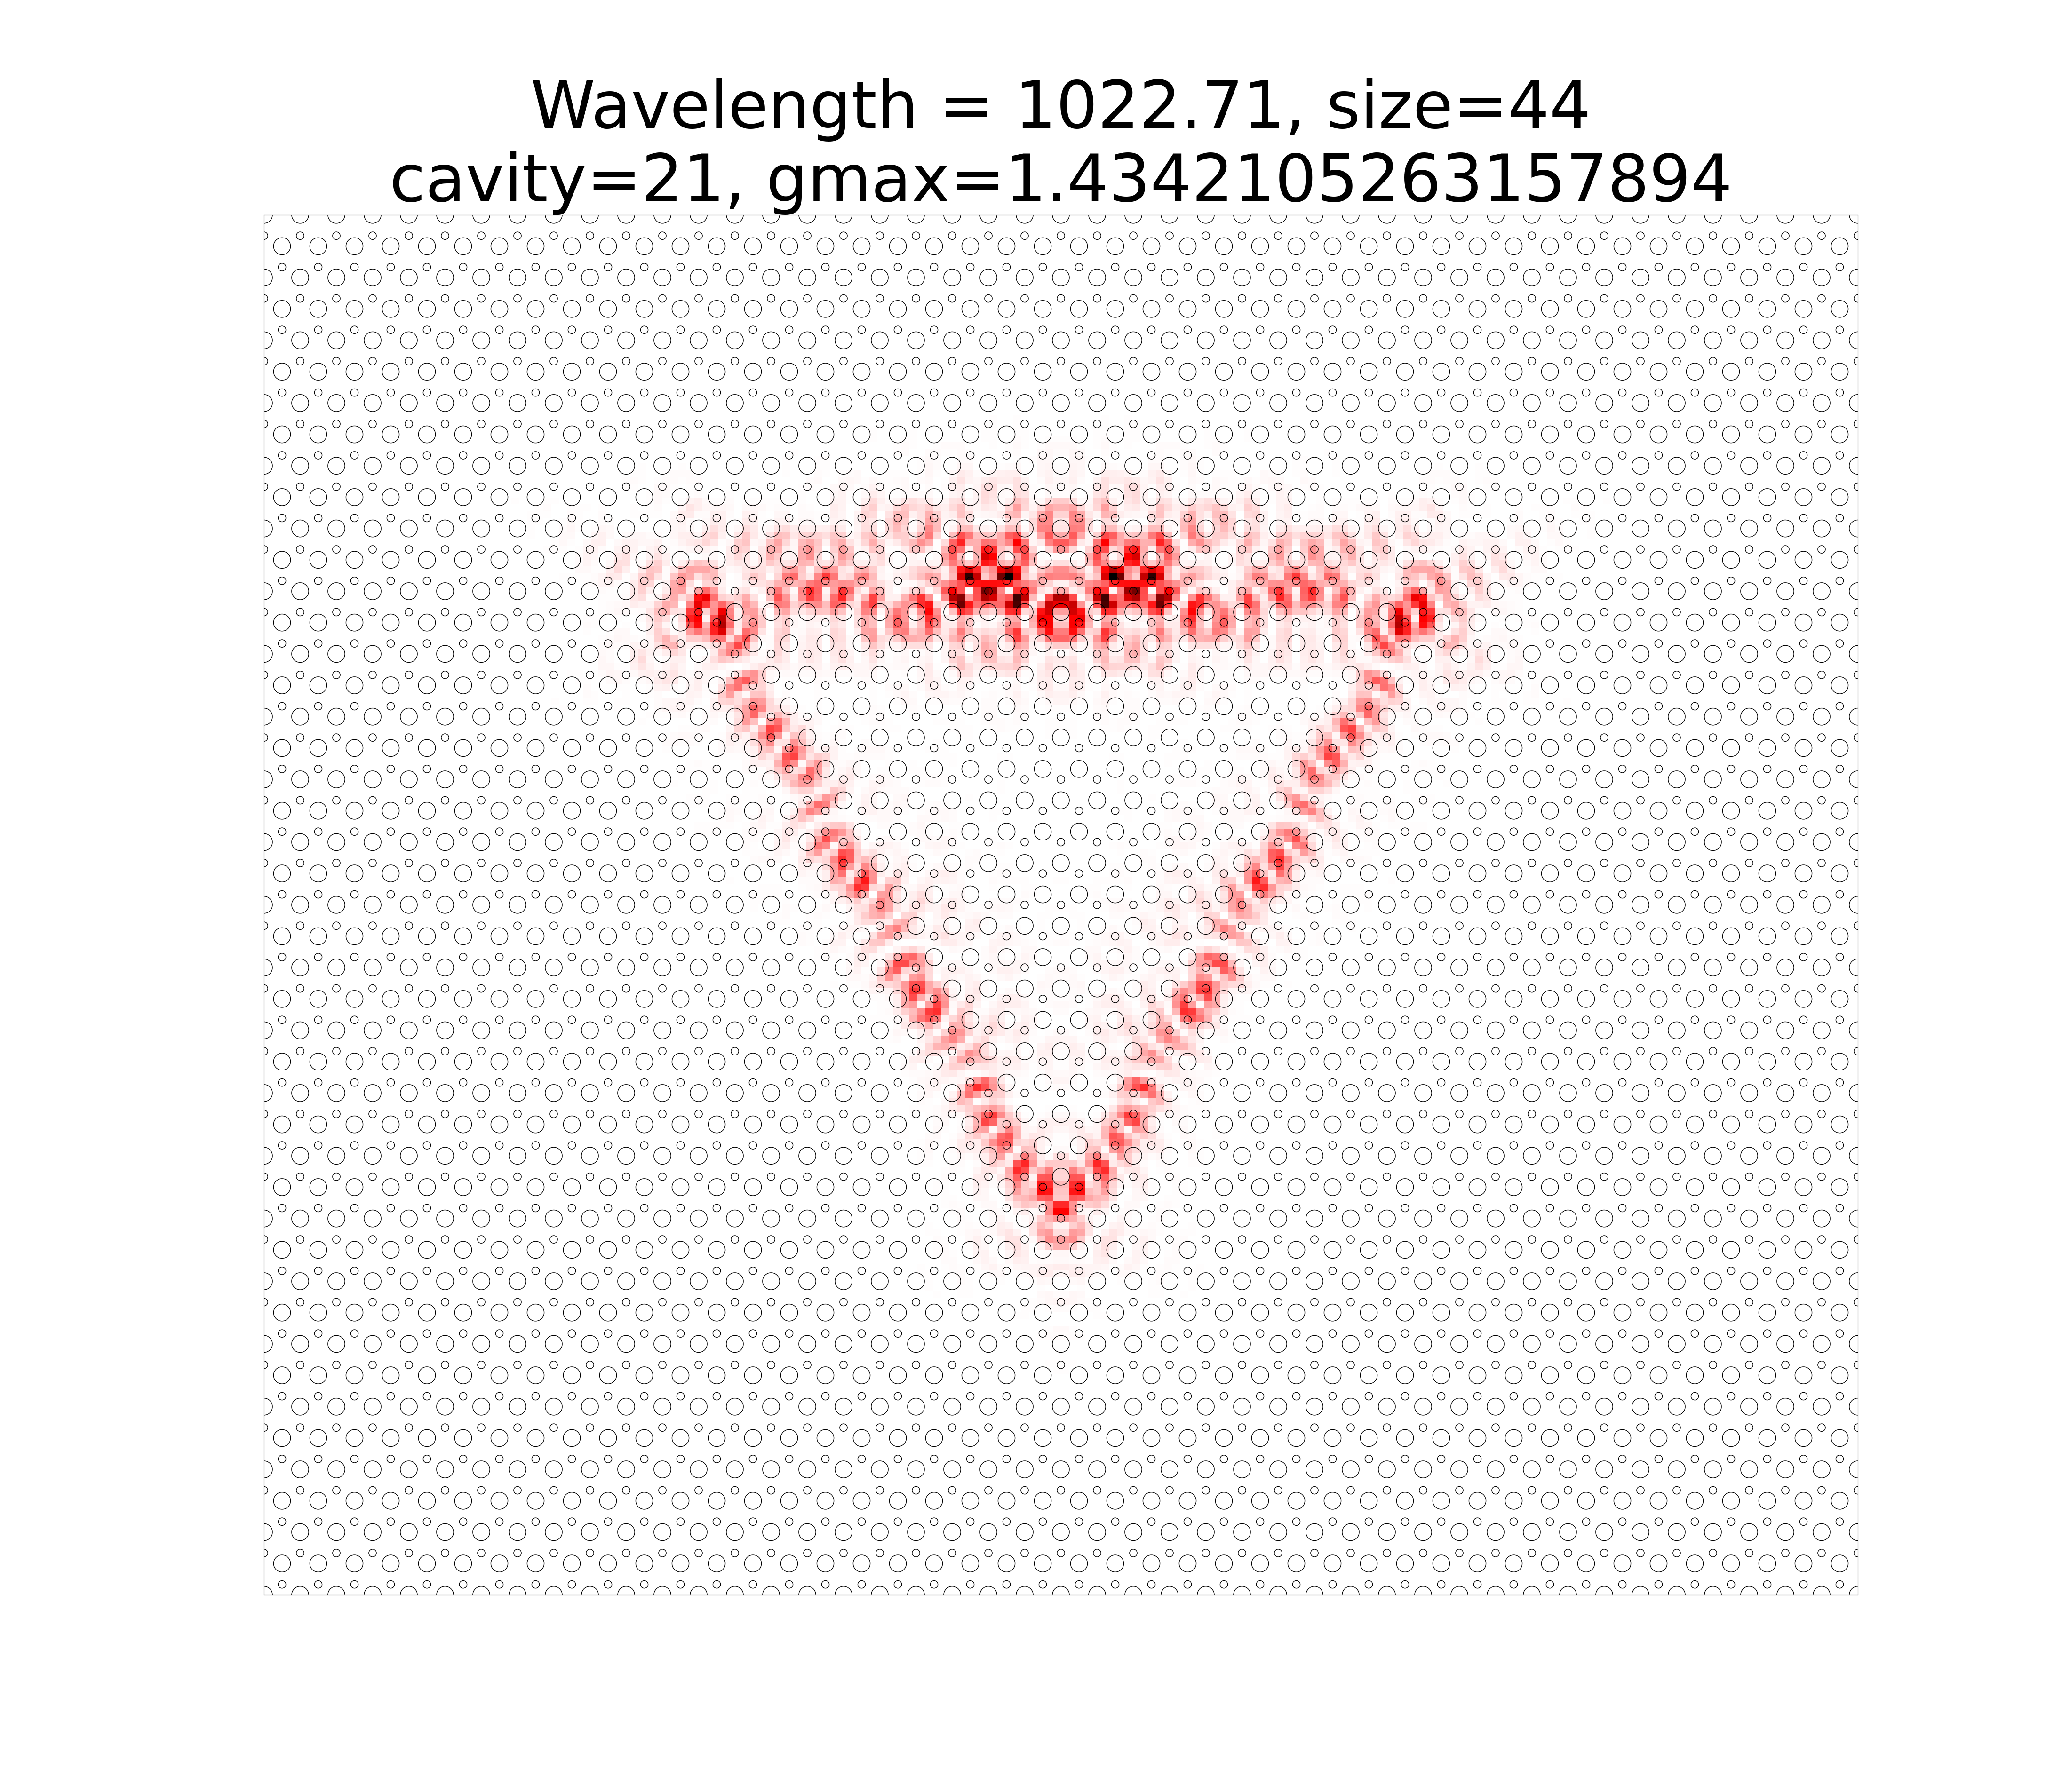 Wavelength = 1022.71, size=44
cavity=21, gmax=1.4342105263157894